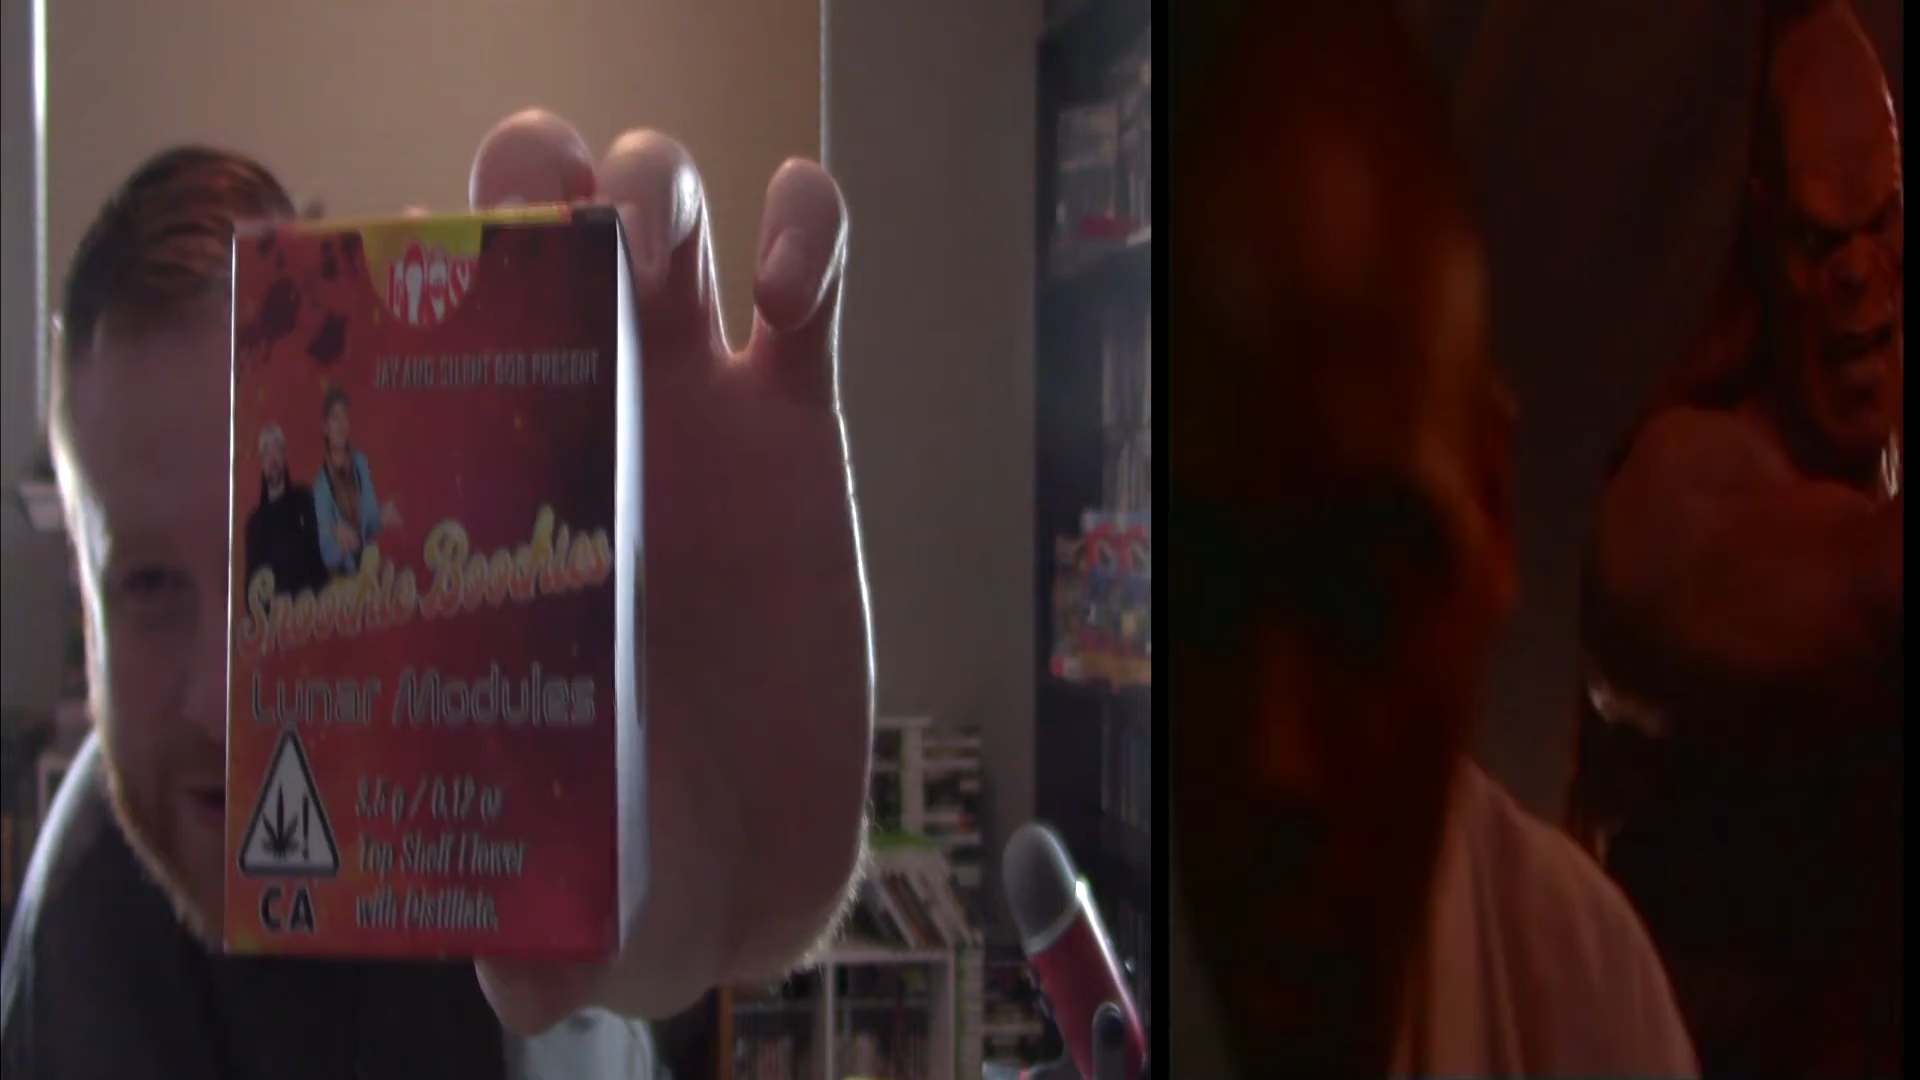 JAY AND SILENT BOB PRESENT
Snoochie Boochies
Lunar Modules
3.5 g / 0.12 oz
Top Shelf Flower
with Distillate.
CA